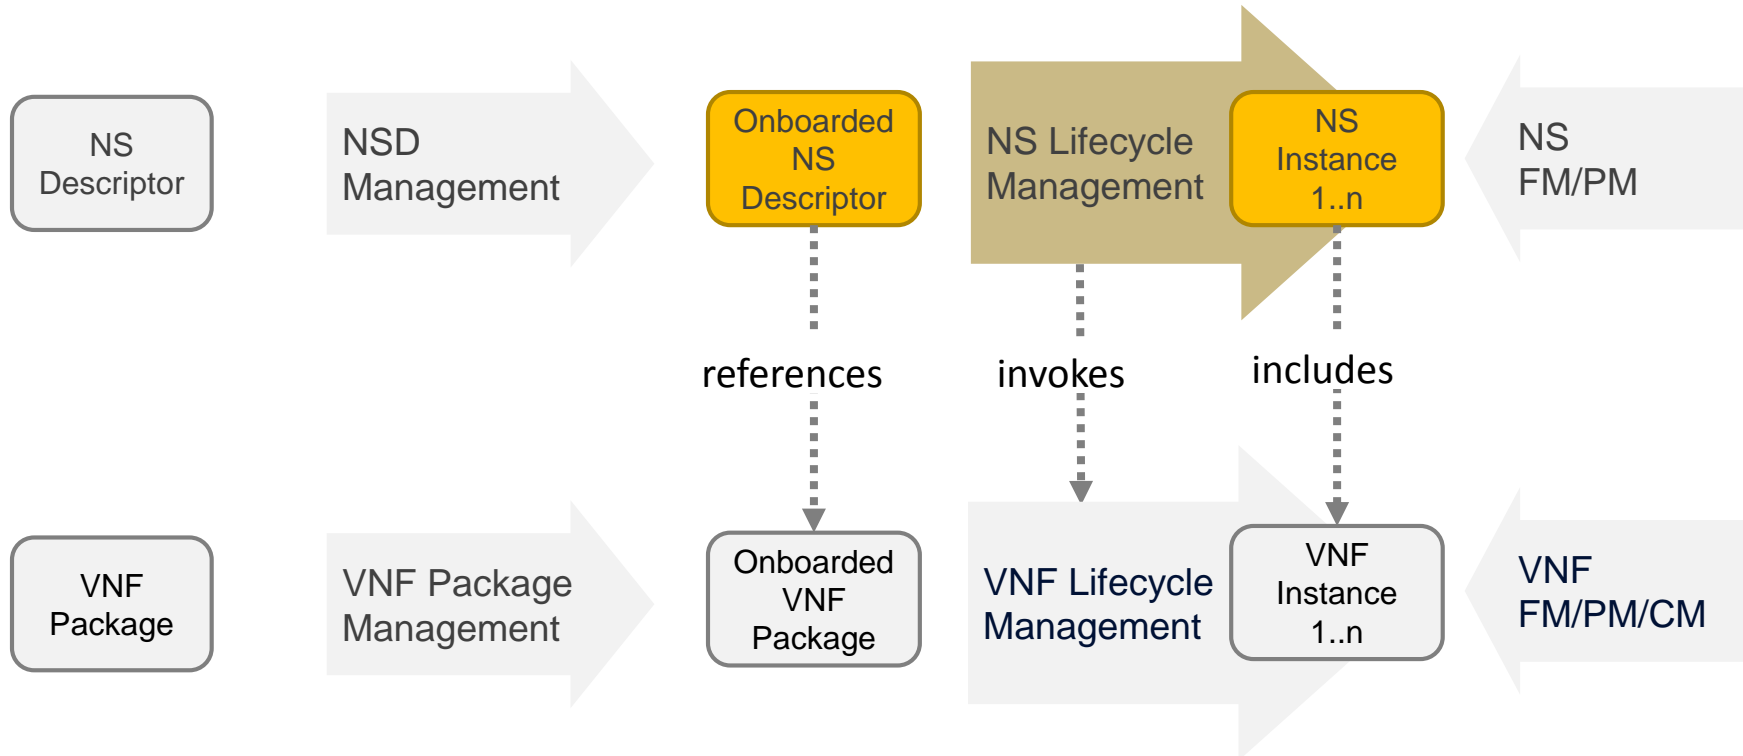 NS
Descriptor
NSD
Management
Onboarded
NS
Descriptor
NS Lifecycle
Management
NS
Instance
1..n
NS
FM/PM
references
invokes
includes
VNF
Package
VNF Package
Management
Onboarded
VNF
Package
VNF Lifecycle
Management
VNF
Instance
1..n
VNF
FM/PM/CM